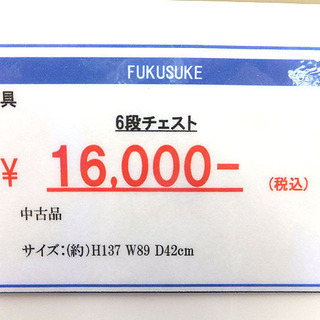 FUKUSUKE
具
6段チェスト
¥ 16,000- (税込)
中古品
サイズ:(約)H137 W89 D42cm